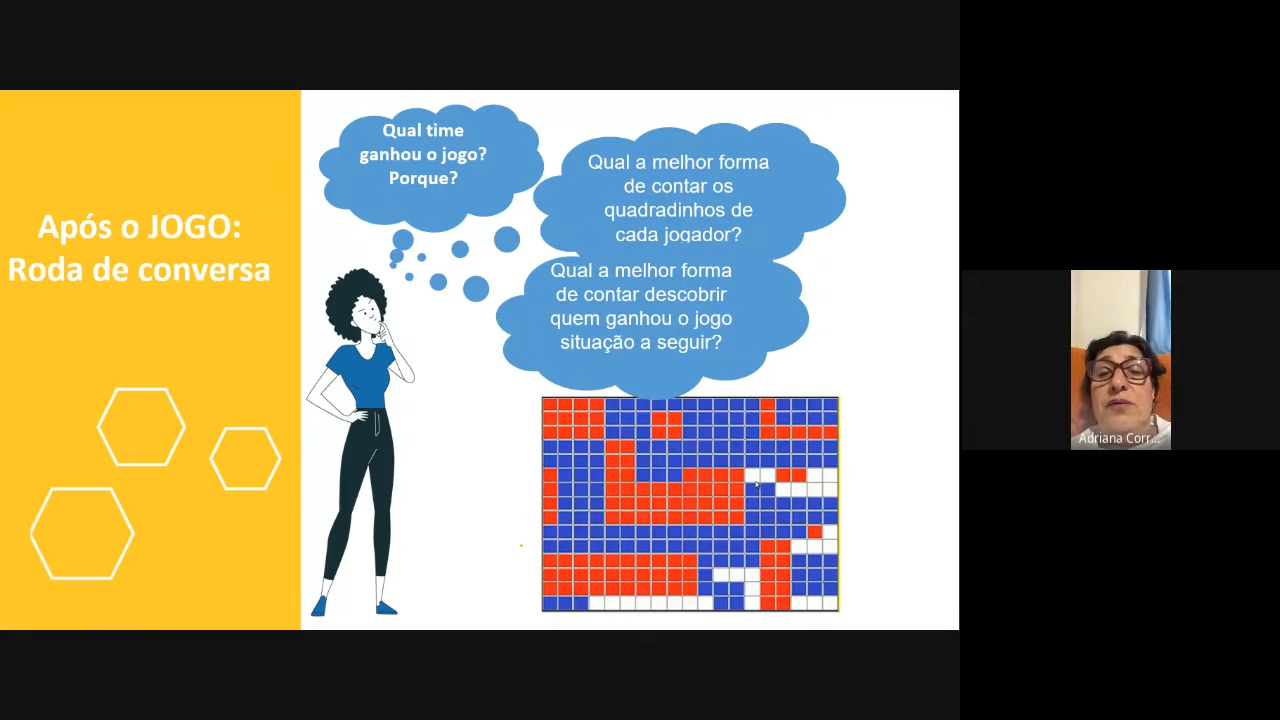 Após o JOGO:
Roda de conversa
Qual time
ganhou o jogo?
Porque?
Qual a melhor forma
de contar os
quadradinhos de
cada jogador?
Qual a melhor forma
de contar descobrir
quem ganhou o jogo
situação a seguir?
Adriana Corr...